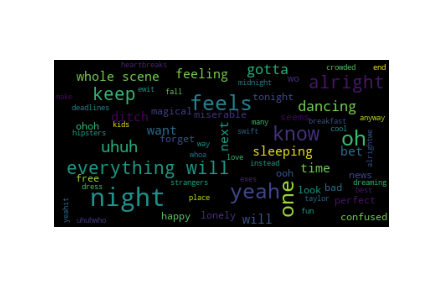 heartbreaks
crowded
end
whole scene
feeling
gotta
wo
midnight
alright
make
keep
exit
fall
feels
tonight
dancing
deadlines
magical
miserable
ditch
seems
anyway
ohoh
kids
want
next
many
swift
know
breakfast
cool
oh
hipsters
forget
way
uhuh
whoa
love
sleeping
bet
alrighttaw
everything will
instead
time
free
strangers
ooh
news
dreaming
dress
night
exes
yeah
one
look
bad
best
place
taylor
perfect
yeahit
uhuhwho
happy
lonely
will
fun
confused